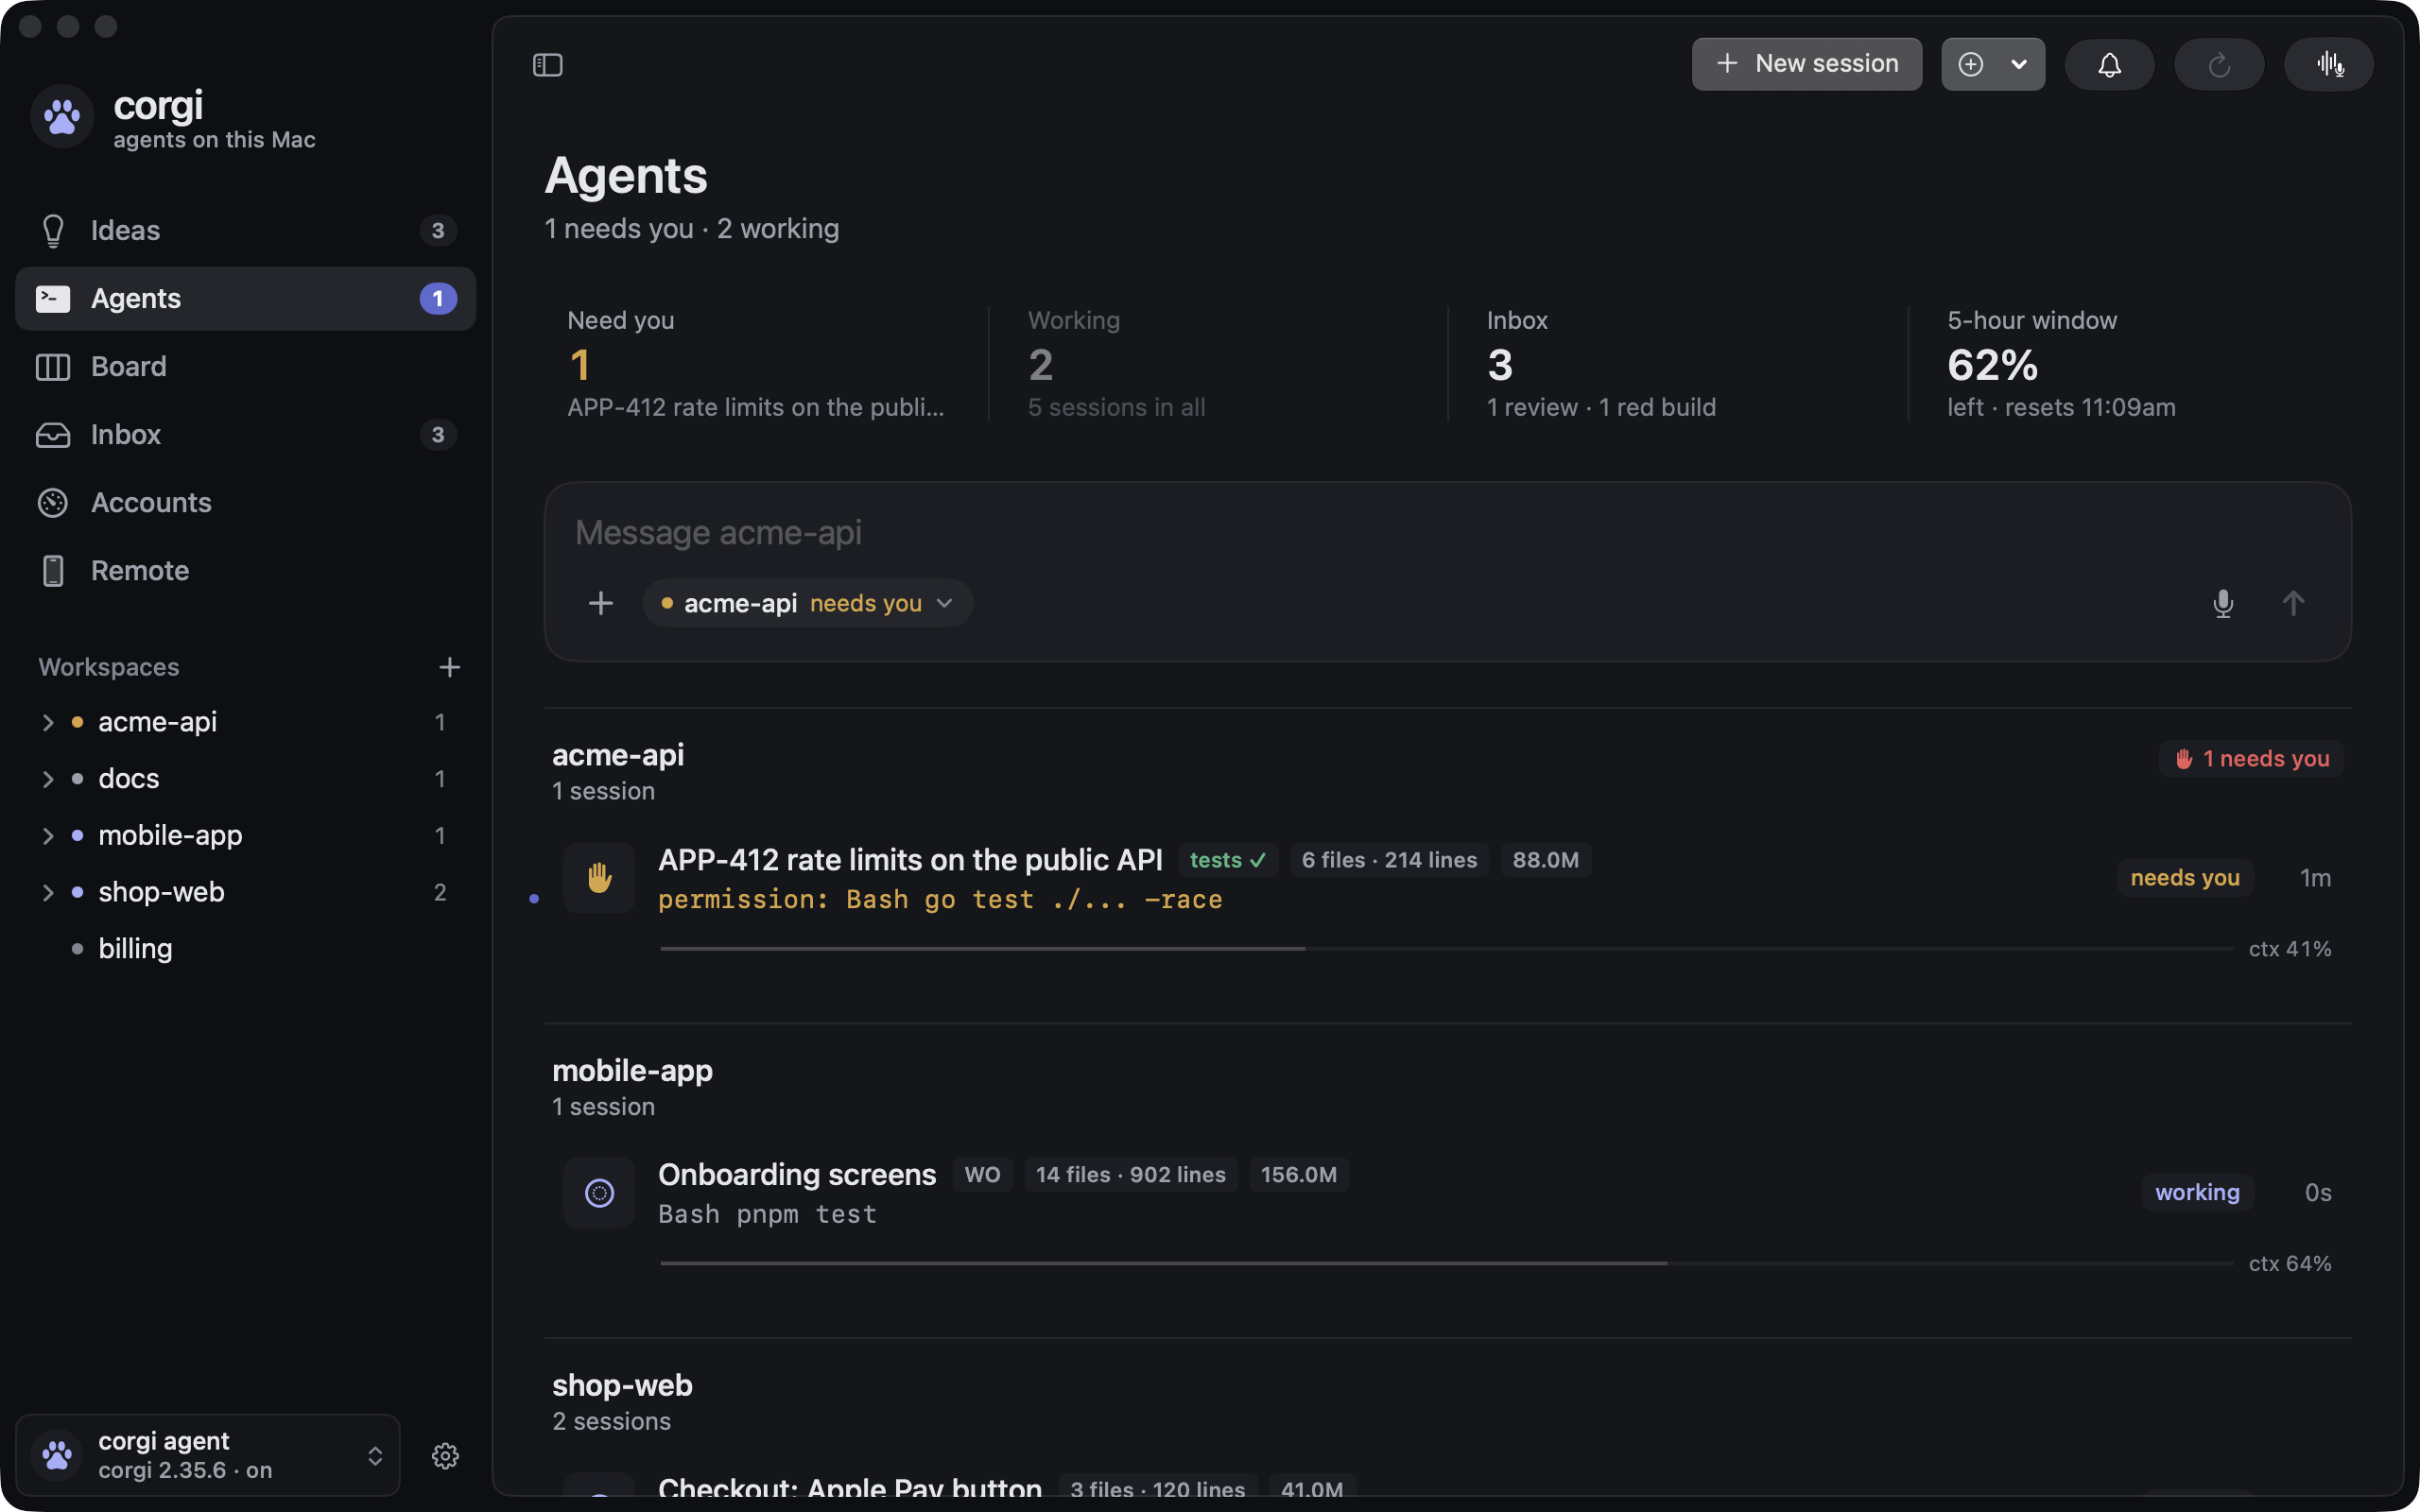 corgi
agents on this Mac
Ideas 3
Agents 1
Board
Inbox 3
Accounts
Remote
Workspaces
acme-api 1
docs 1
mobile-app 1
shop-web 2
billing
corgi agent
corgi 2.35.6 · on
New session
Agents
1 needs you · 2 working
Need you
1
APP-412 rate limits on the publi...
Working
2
5 sessions in all
Inbox
3
1 review · 1 red build
5-hour window
62%
left · resets 11:09am
Message acme-api
acme-api needs you
acme-api
1 session
1 needs you
APP-412 rate limits on the public API tests ✓ 6 files · 214 lines 88.0M
permission: Bash go test ./... —race
needs you 1m
ctx 41%
mobile-app
1 session
Onboarding screens WO 14 files · 902 lines 156.0M
Bash pnpm test
working 0s
ctx 64%
shop-web
2 sessions
Checkout: Apple Pay button 3 files · 120 lines 41.0M